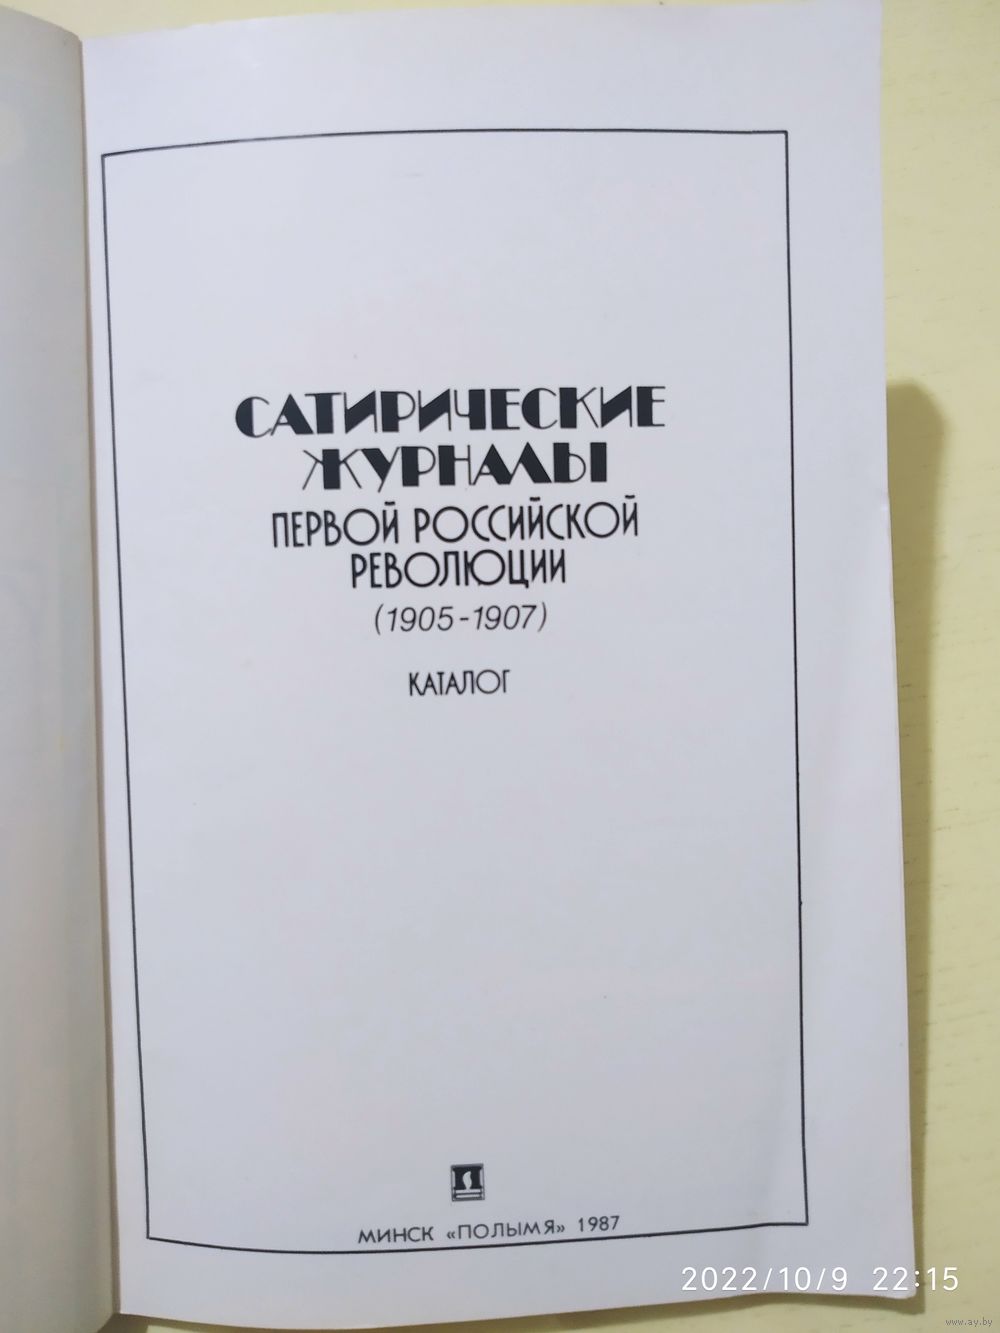 САТИРИЧЕСКИЕ
ЖУРНАЛЫ
ПЕРВОЙ РОССИЙСКОЙ
РЕВОЛЮЦИИ
(1905-1907)
КАТАЛОГ
П
МИНСК «ПОЛЫМЯ» 1987
2022/10/9 22:15
www.ay.by